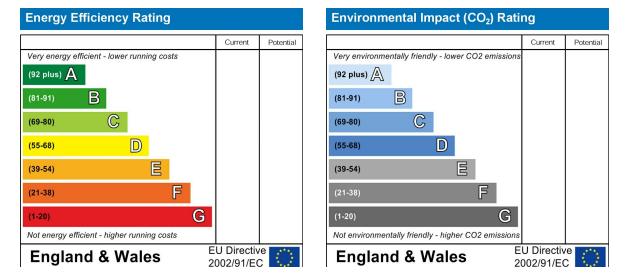 Energy Efficiency Rating
Current Potential
Very energy efficient - lower running costs
(92 plus) A
(81-91) B
(69-80) C
(55-68) D
(39-54) E
(21-38) F
(1-20) G
Not energy efficient - higher running costs
England & Wales
EU Directive
2002/91/EC
Environmental Impact (CO₂) Rating
Current Potential
Very environmentally friendly - lower CO2 emissions
(92 plus) A
(81-91) B
(69-80) C
(55-68) D
(39-54) E
(21-38) F
(1-20) G
Not environmentally friendly - higher CO2 emissions
England & Wales
EU Directive
2002/91/EC